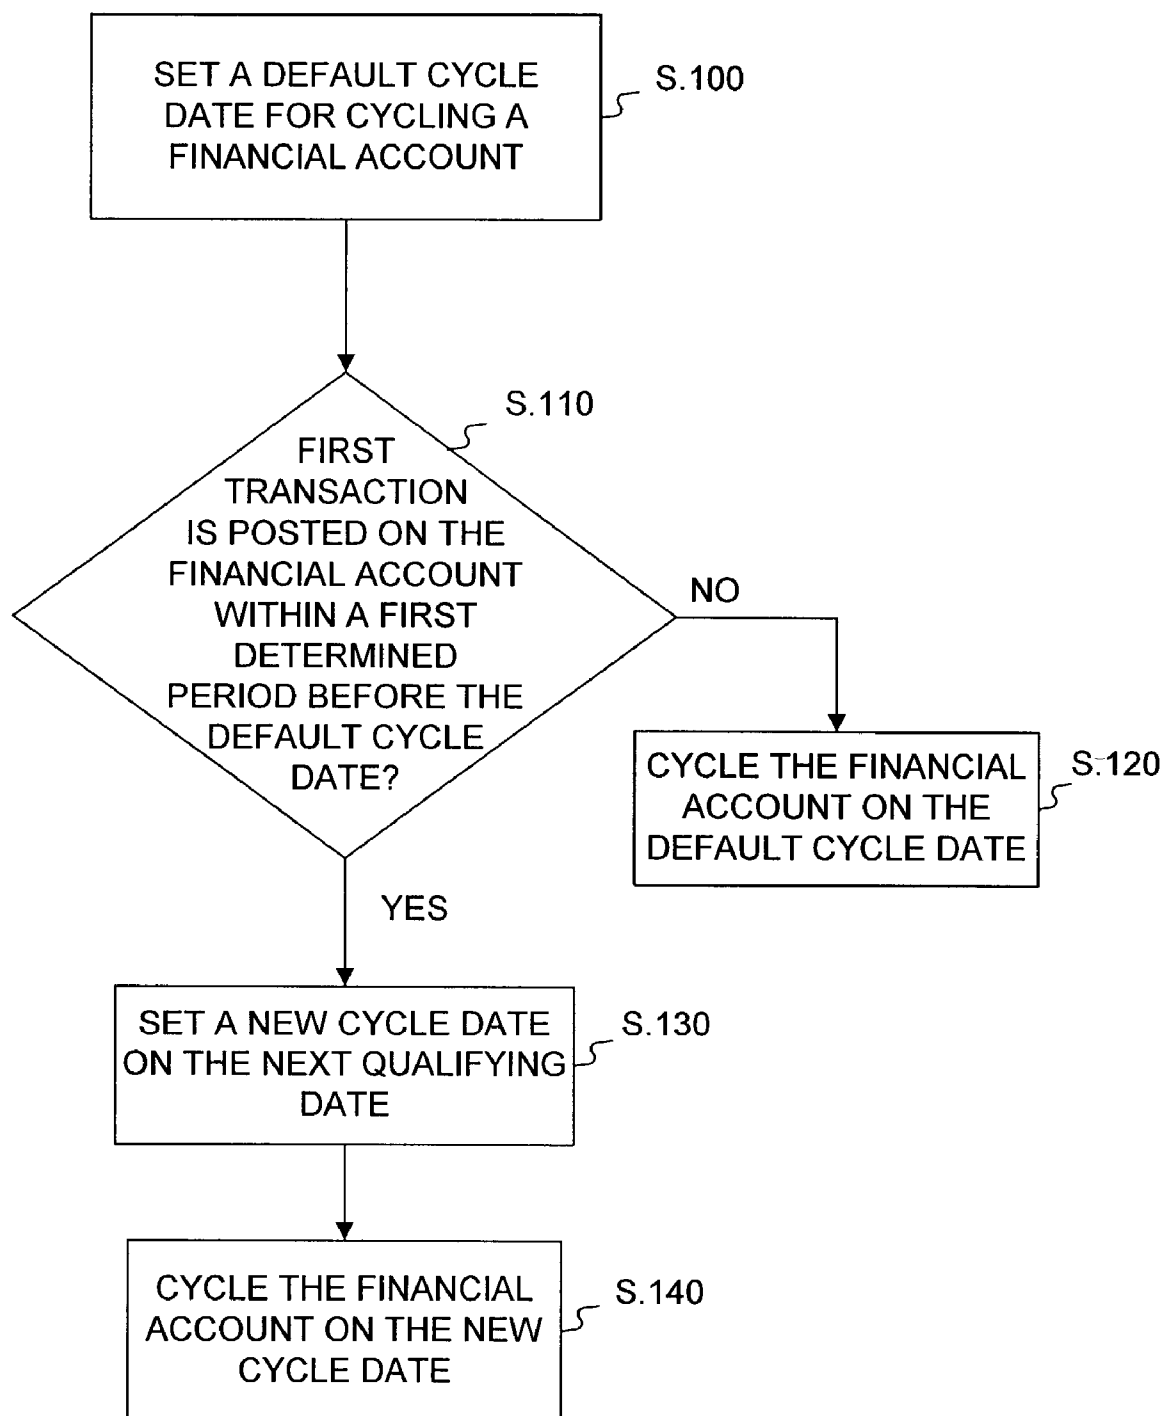 SET A DEFAULT CYCLE
DATE FOR CYCLING A
FINANCIAL ACCOUNT
S.100
S.110
FIRST
TRANSACTION
IS POSTED ON THE
FINANCIAL ACCOUNT
WITHIN A FIRST
DETERMINED
PERIOD BEFORE THE
DEFAULT CYCLE
DATE?
NO
CYCLE THE FINANCIAL
ACCOUNT ON THE
DEFAULT CYCLE DATE
S.120
YES
SET A NEW CYCLE DATE
ON THE NEXT QUALIFYING
DATE
S.130
CYCLE THE FINANCIAL
ACCOUNT ON THE NEW
CYCLE DATE
S.140